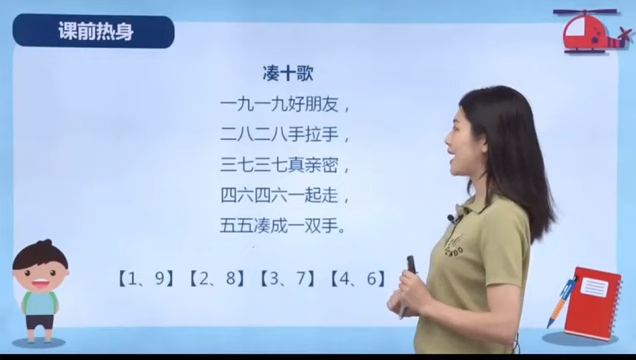 课前热身
凑十歌
一九一九好朋友，
二八二八手拉手，
三七三七真亲密，
四六四六一起走，
五五凑成一双手。
【1、9】【2、8】【3、7】【4、6】